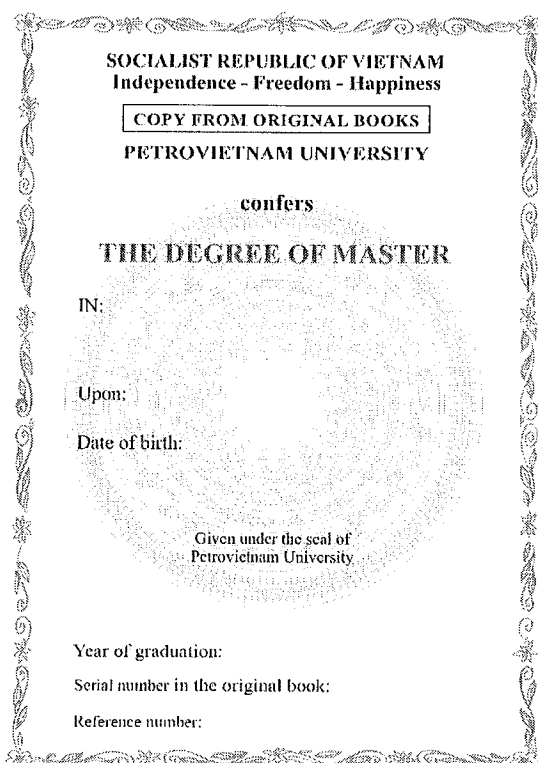 SOCIALIST REPUBLIC OF VIETNAM
Independence - Freedom - Happiness
COPY FROM ORIGINAL BOOKS
PETROVIETNAM UNIVERSITY
confers
THE DEGREE OF MASTER
IN:
Upon:
Date of birth:
Given under the seal of
Petrovietnam University
Year of graduation:
Serial number in the original book:
Reference number: